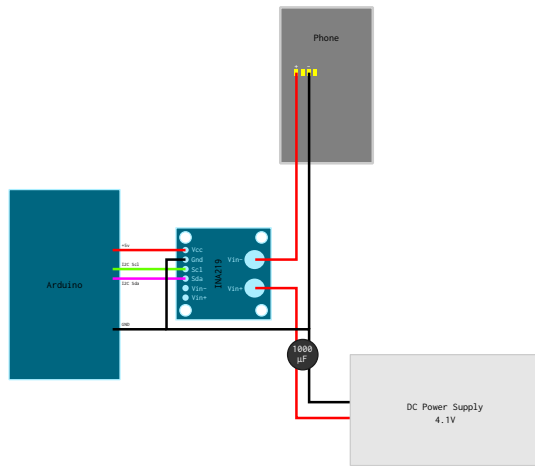 Phone
+ -
+5v
I2C Scl
I2C Sda
GND
Arduino
Vcc
Gnd
Scl
Sda
Vin-
Vin+
INA219
Vin-
Vin+
1000
µF
DC Power Supply
4.1V